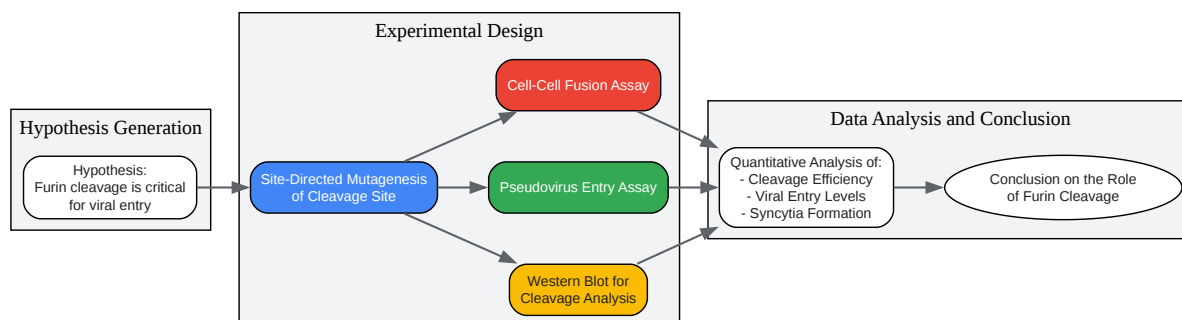 Experimental Design
Cell-Cell Fusion Assay
Hypothesis Generation
Hypothesis:
Furin cleavage is critical
for viral entry
Site-Directed Mutagenesis
of Cleavage Site
Pseudovirus Entry Assay
Western Blot for
Cleavage Analysis
Data Analysis and Conclusion
Quantitative Analysis of:
- Cleavage Efficiency
- Viral Entry Levels
- Syncytia Formation
Conclusion on the Role
of Furin Cleavage